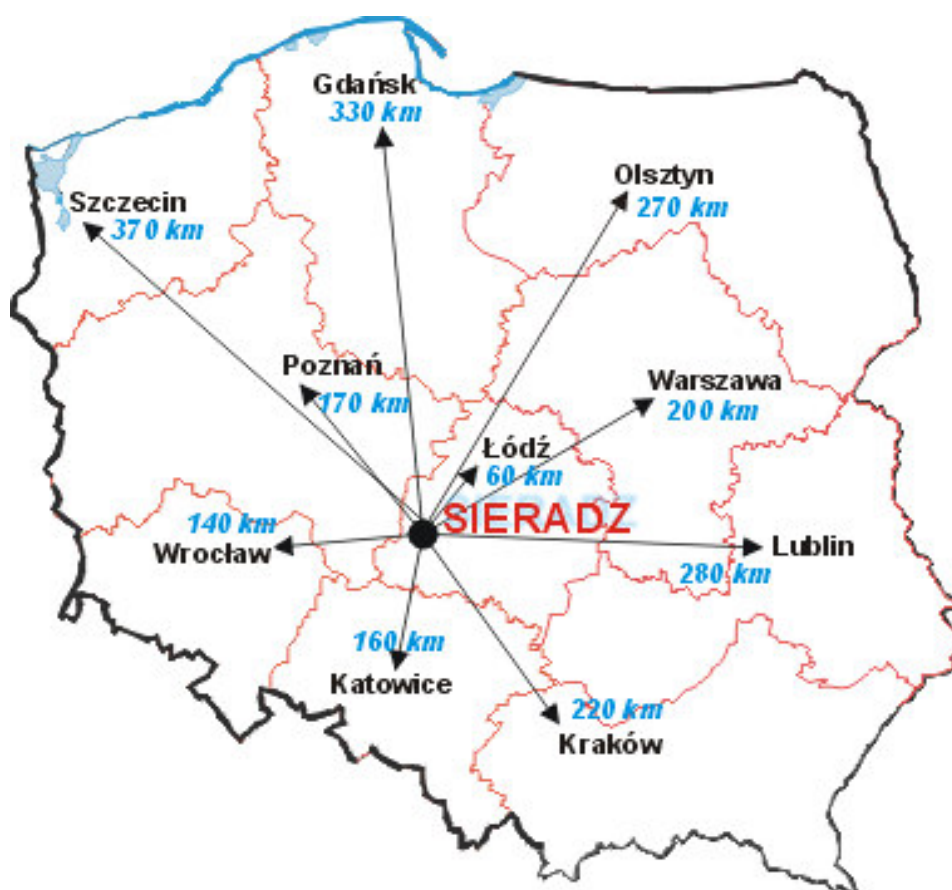 Gdańsk
330 km
Szczecin
370 km
Olsztyn
270 km
Poznań
170 km
Warszawa
200 km
Łódź
60 km
SIERADZ
SIERADZ
140 km
Wrocław
Lublin
280 km
160 km
Katowice
220 km
Kraków